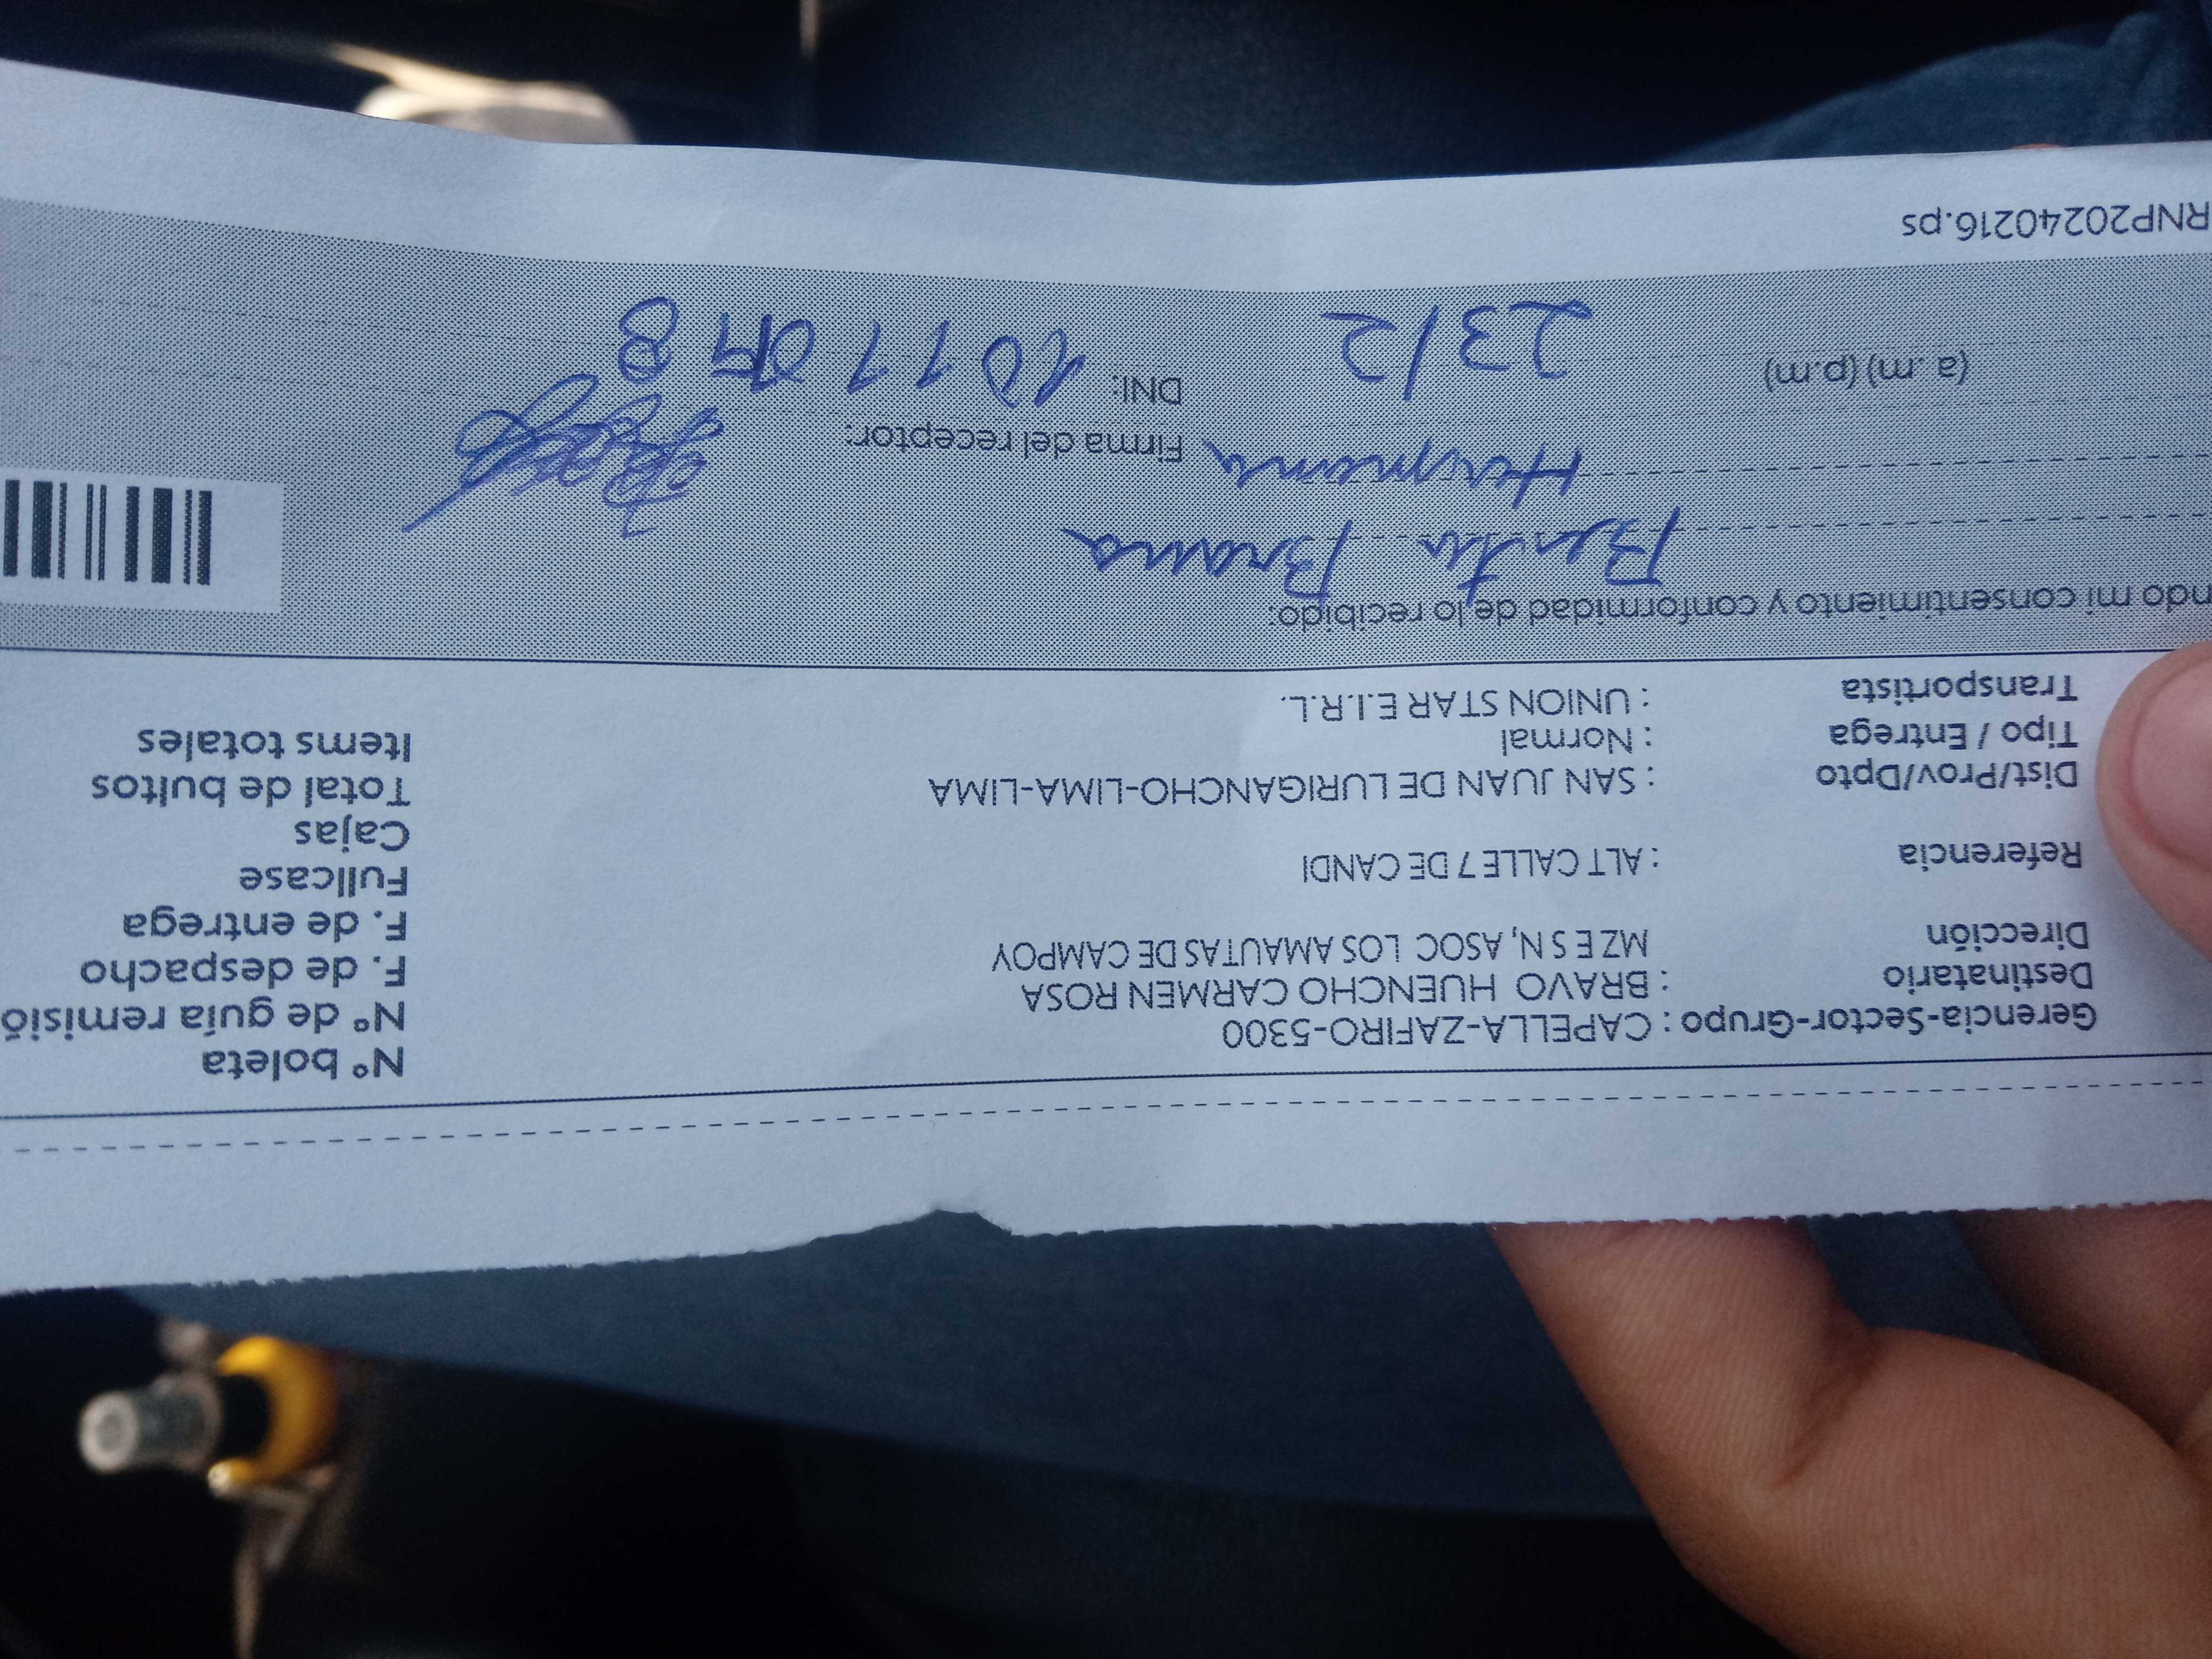 Gerencia-Sector-Grupo : CAPELLA-ZAFIRO-5300
Destinatario : BRAVO HUENCHO CARMEN ROSA
Dirección MZ E S N, ASOC LOS AMAUTAS DE CAMPOY
Referencia : ALT CALLE 7 DE CANDI
Dist/Prov/Dpto : SAN JUAN DE LURIGANCHO-LIMA-LIMA
Tipo / Entrega : Normal
Transportista : UNION STAR E.I.R.L.
N° boleta
N° de guía remisió
F. de despacho
F. de entrega
Fullcase
Cajas
Total de bultos
Items totales
ndo mi consentimiento y conformidad de lo recibido:
Berta Bravo
Hermana
Firma del receptor:
(a .m) (p.m)
23/2
DNI:
RNP20240216.ps